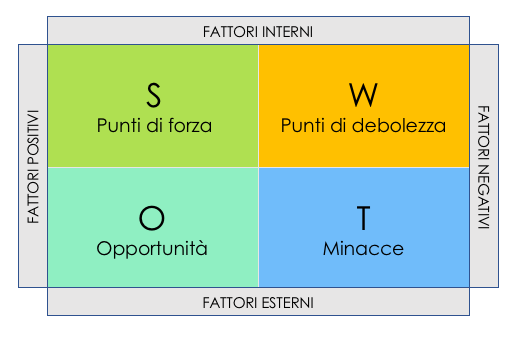 FATTORI INTERNI
FATTORI POSITIVI
S
Punti di forza
W
Punti di debolezza
FATTORI NEGATIVI
O
Opportunità
T
Minacce
FATTORI ESTERNI